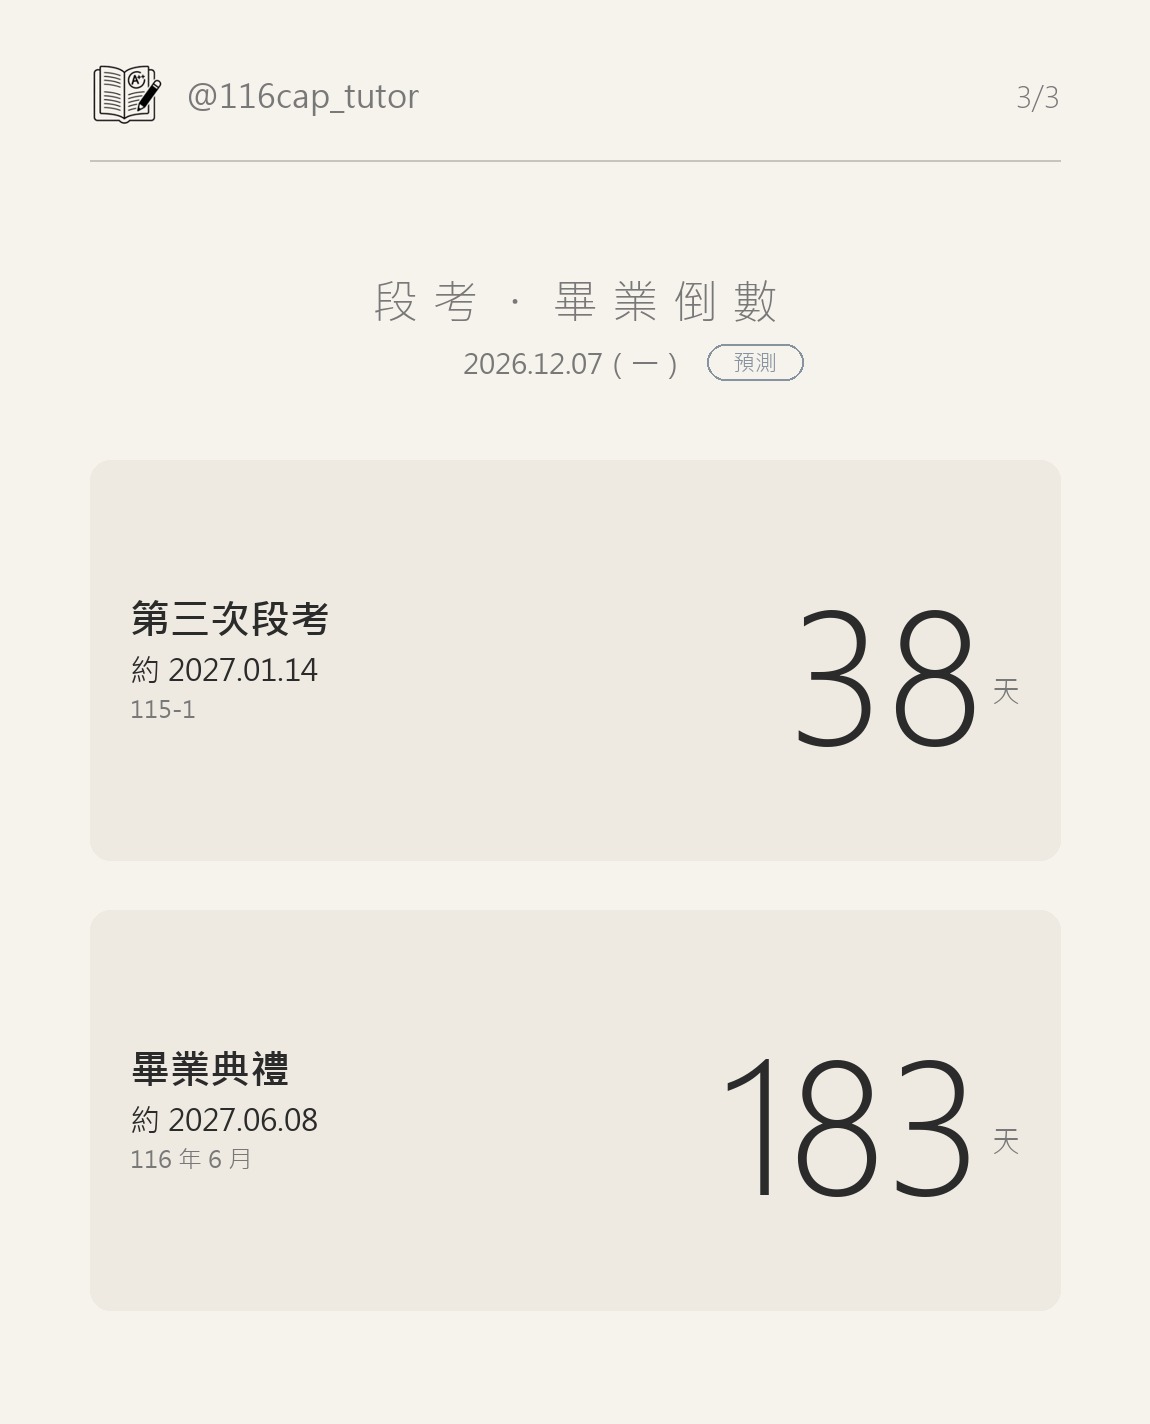 A++
@116cap_tutor
3/3
段考·畢業倒數
2026.12.07（一） 預測
第三次段考
約 2027.01.14
115-1
38 天
畢業典禮
約 2027.06.08
116 年 6 月
183 天